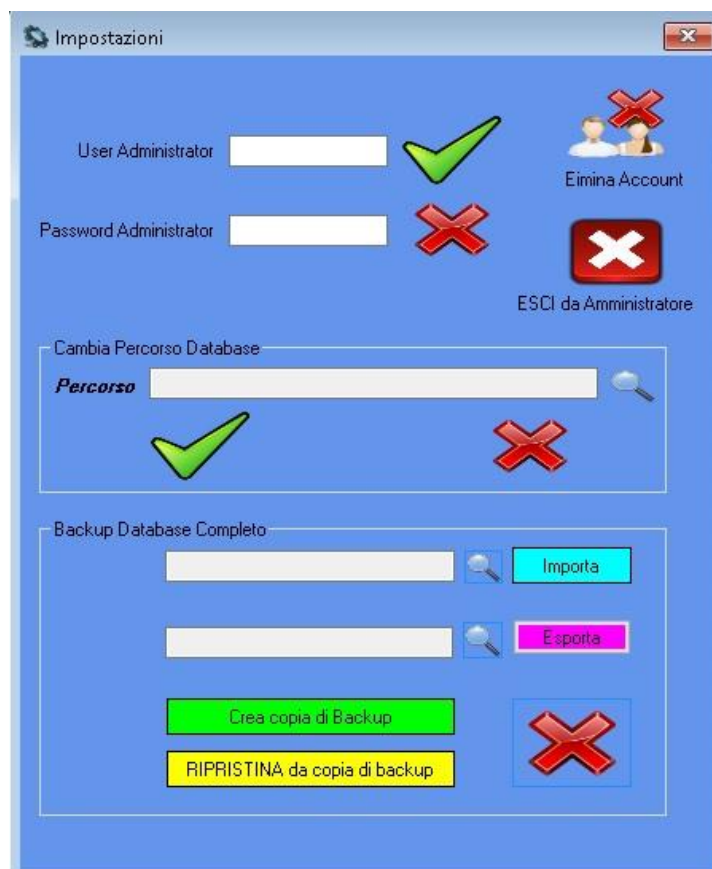 Impostazioni
User Administrator
Eimina Account
Password Administrator
ESCI da Amministratore
Cambia Percorso Database
Percorso
Backup Database Completo
Importa
Esporta
Crea copia di Backup
RIPRISTINA da copia di backup